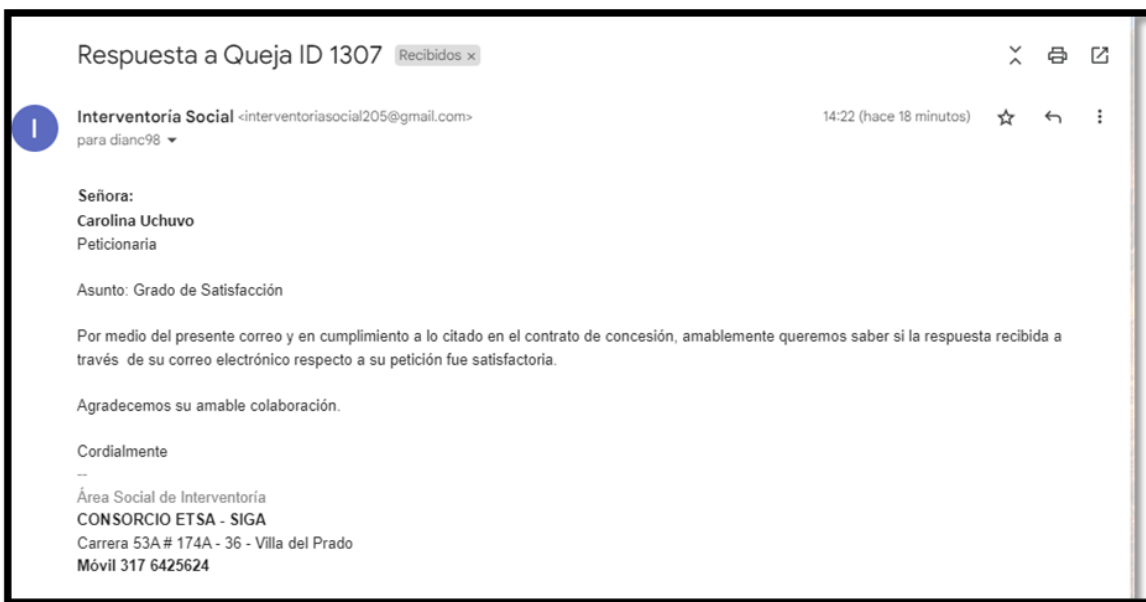 Respuesta a Queja ID 1307 Recibidos x
I
Interventoría Social <interventoriasocial205@gmail.com> 14:22 (hace 18 minutos)
para dianc98
Señora:
Carolina Uchuvo
Peticionaria
Asunto: Grado de Satisfacción
Por medio del presente correo y en cumplimiento a lo citado en el contrato de concesión, amablemente queremos saber si la respuesta recibida a
través de su correo electrónico respecto a su petición fue satisfactoria.
Agradecemos su amable colaboración.
Cordialmente
--
Área Social de Interventoría
CONSORCIO ETSA - SIGA
Carrera 53A # 174A - 36 - Villa del Prado
Móvil 317 6425624